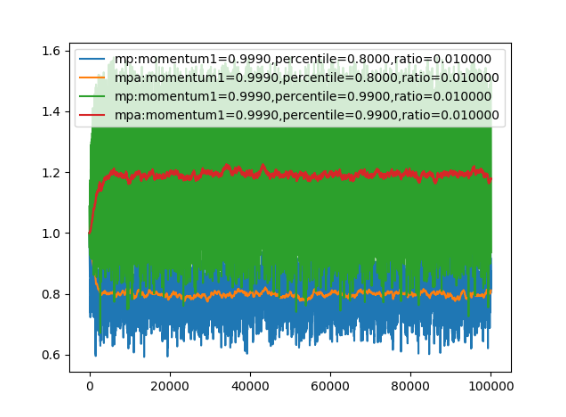 1.6
1.4
1.2
1.0
0.8
0.6
mp:momentum1=0.9990,percentile=0.8000,ratio=0.010000
mpa:momentum1=0.9990,percentile=0.8000,ratio=0.010000
mp:momentum1=0.9990,percentile=0.9900,ratio=0.010000
mpa:momentum1=0.9990,percentile=0.9900,ratio=0.010000
0 20000 40000 60000 80000 100000